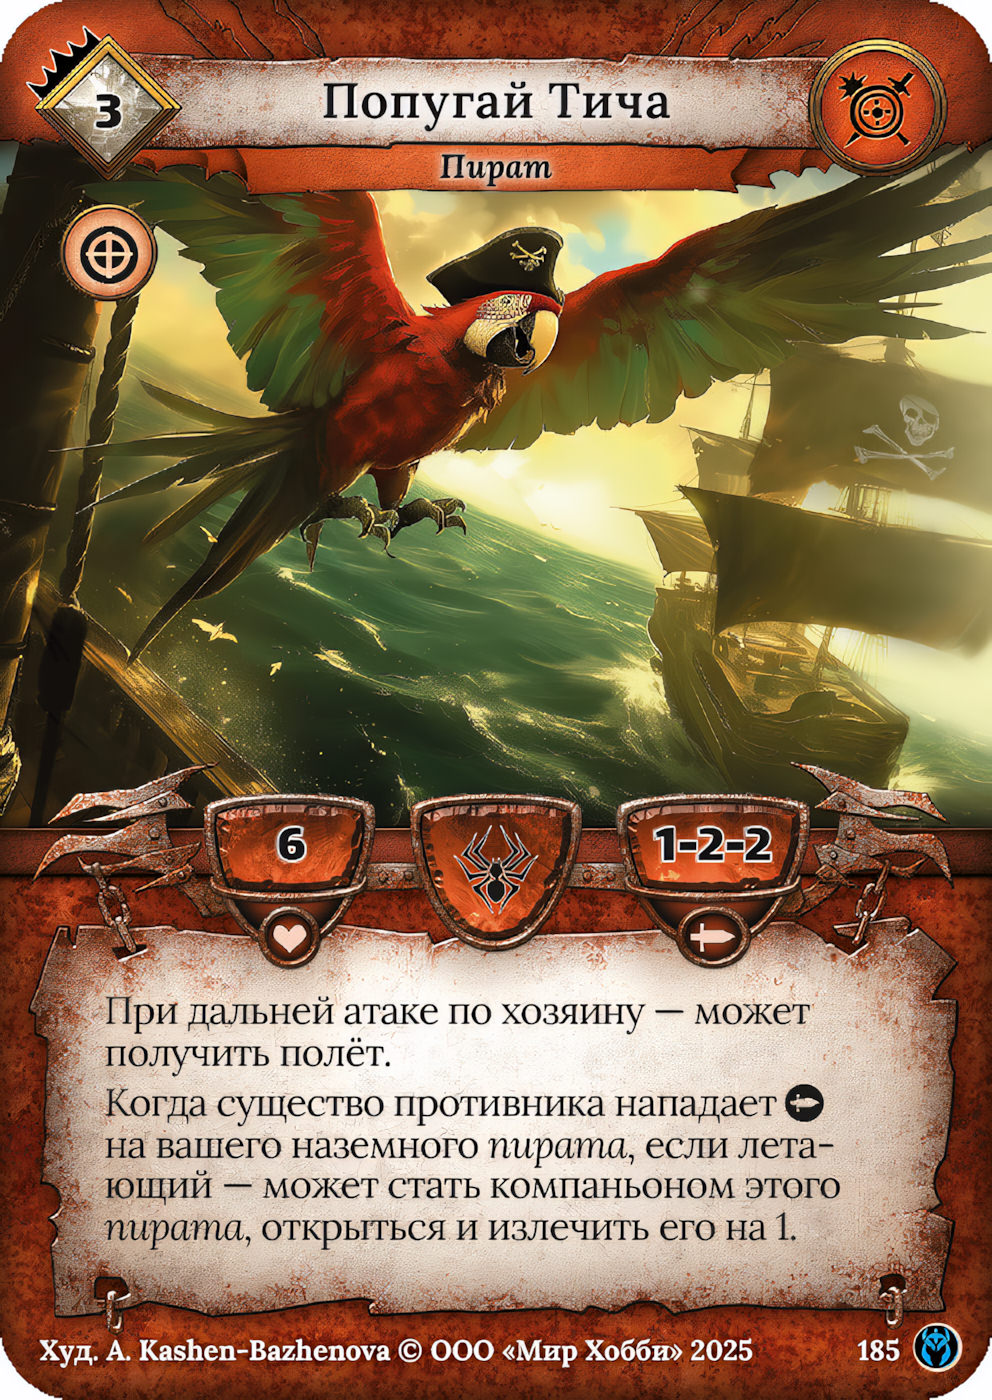 3
Попугай Тича
Пират
6
1-2-2
При дальней атаке по хозяину — может
получить полёт.
Когда существо противника нападает
на вашего наземного пирата, если лета-
ющий — может стать компаньоном этого
пирата, открыться и излечить его на 1.
Худ. А. Kashen-Bazhenova © ООО «Мир Хобби» 2025
185